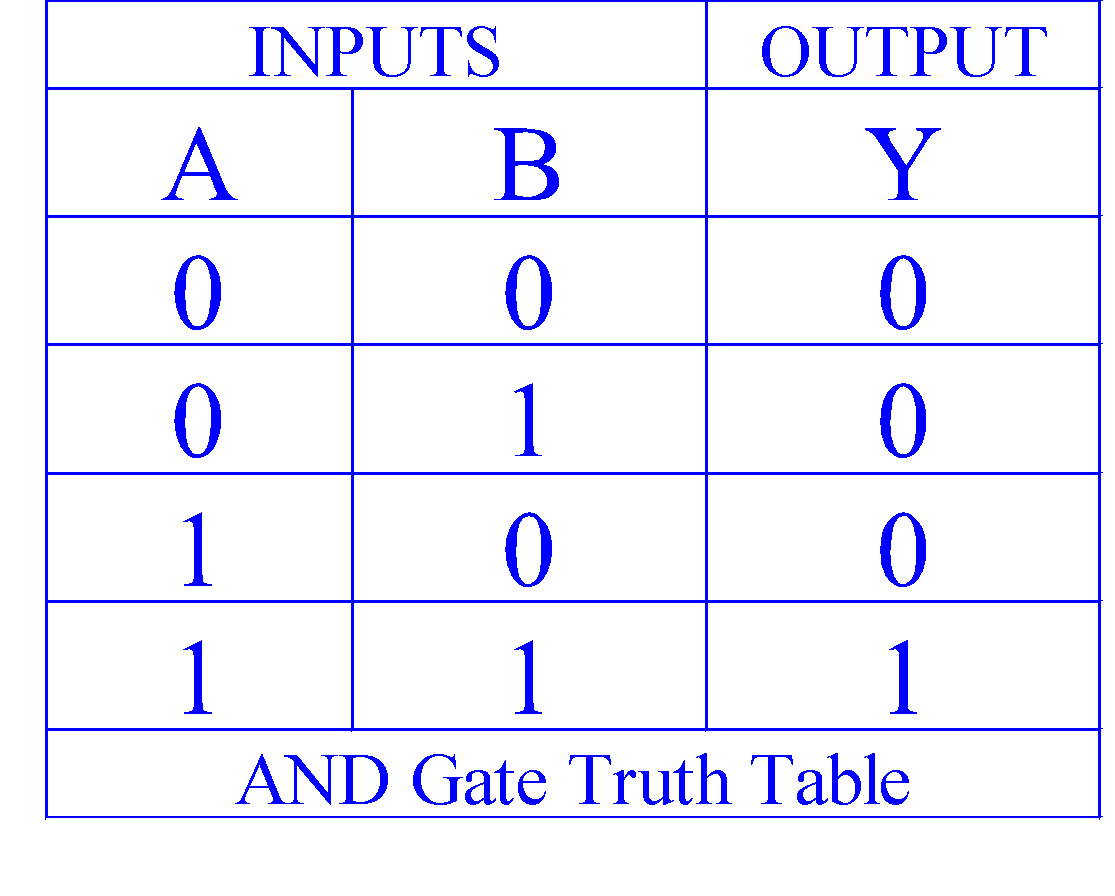 INPUTS OUTPUT
A B Y
0 0 0
0 1 0
1 0 0
1 1 1
AND Gate Truth Table